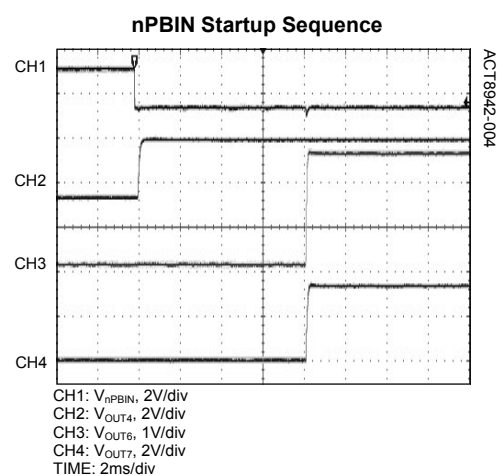 nPBIN Startup Sequence
CH1
ACT8942-004
CH2
CH3
CH4
CH1: VnPBIN, 2V/div
CH2: VOUT4, 2V/div
CH3: VOUT6, 1V/div
CH4: VOUT7, 2V/div
TIME: 2ms/div